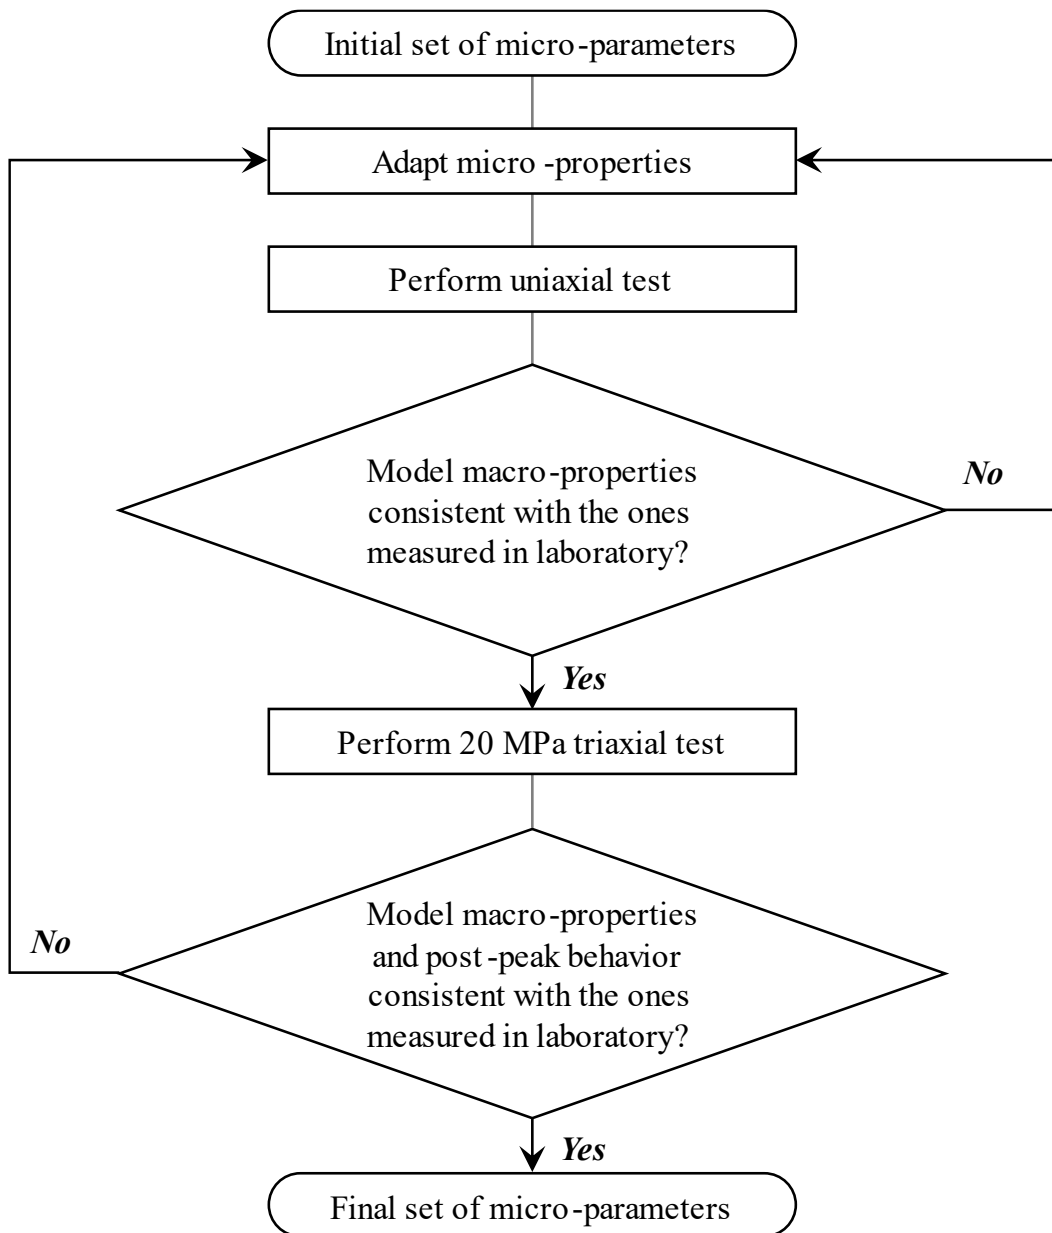 Initial set of micro-parameters
Adapt micro-properties
Perform uniaxial test
Model macro-properties
consistent with the ones
measured in laboratory?
No
Yes
Perform 20 MPa triaxial test
Model macro-properties
and post-peak behavior
consistent with the ones
measured in laboratory?
No
Yes
Final set of micro-parameters